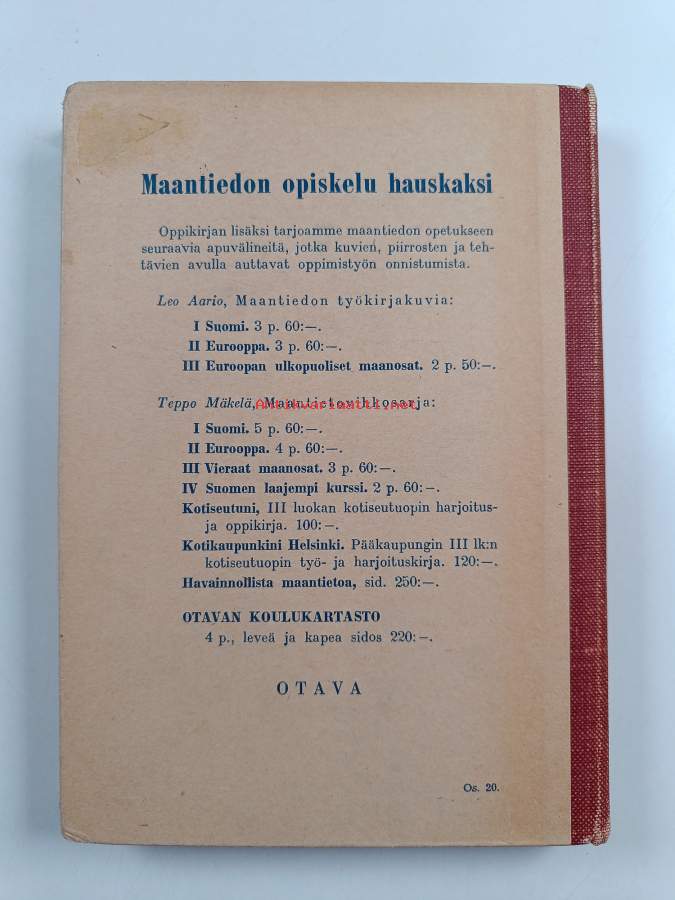 Maantiedon opiskelu hauskaksi
Oppikirjan lisäksi tarjoamme maantiedon opetukseen
seuraavia apuvälineitä, jotka kuvien, piirrosten ja teh-
tävien avulla auttavat oppimistyön onnistumista.
Leo Aario, Maantiedon työkirjakuvia:
I Suomi. 3 p. 60:—.
II Eurooppa. 3 p. 60:—.
III Euroopan ulkopuoliset maanosat. 2 p. 50:—.
Teppo Mäkelä, Maantietovihkosarja:
Antikvariaatti.net
I Suomi. 5 p. 60:—.
II Eurooppa. 4 p. 60:—.
III Vieraat maanosat. 3 p. 60:—.
IV Suomen laajempi kurssi. 2 p. 60:—.
Kotiseutuni, III luokan kotiseutuopin harjoitus-
ja oppikirja. 100:—.
Kotikaupunkini Helsinki. Pääkaupungin III lk:n
kotiseutuopin työ- ja harjoituskirja. 120:—.
Havainnollista maantietoa, sid. 250:—.
OTAVAN KOULUKARTASTO
4 p., leveä ja kapea sidos 220:—.
OTAVA
Os. 20.